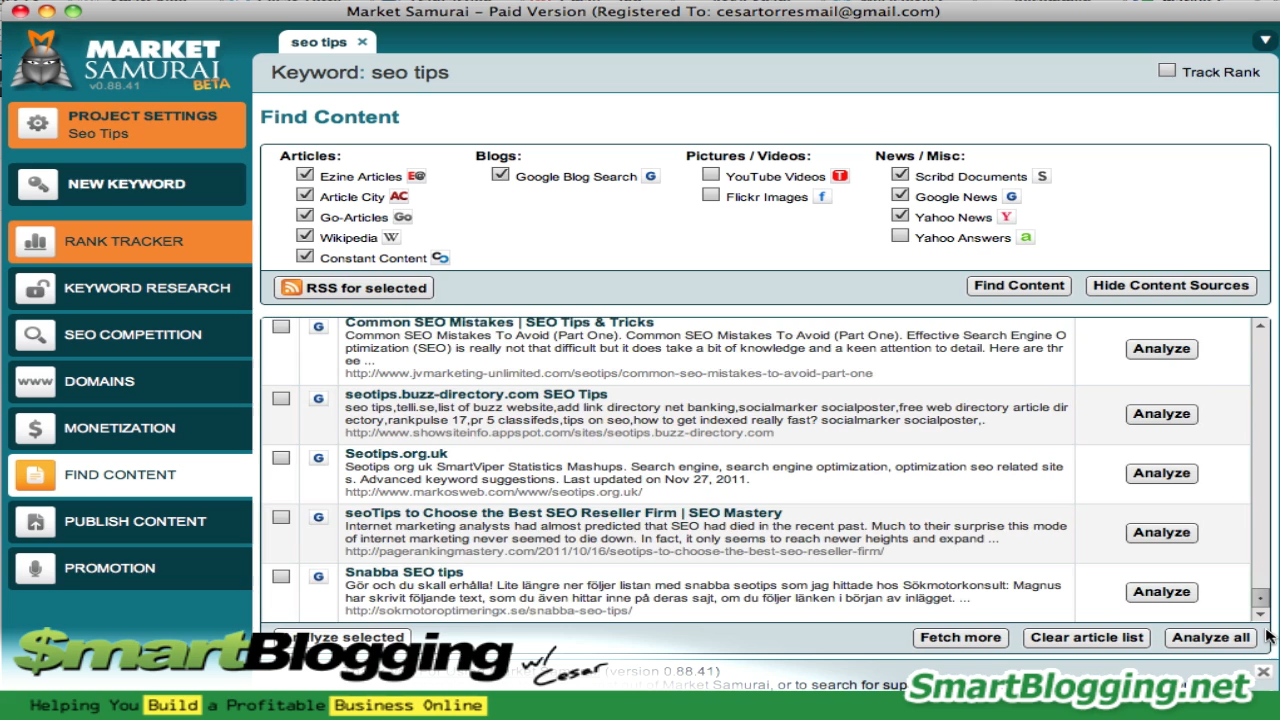 Market Samurai – Paid Version (Registered To: cesartorresmail@gmail.com)
MARKET
SAMURAI
v0.88.41 BETA
seo tips ×
Keyword: seo tips
Track Rank
PROJECT SETTINGS
Seo Tips
NEW KEYWORD
RANK TRACKER
KEYWORD RESEARCH
SEO COMPETITION
WWW DOMAINS
$ MONETIZATION
FIND CONTENT
PUBLISH CONTENT
PROMOTION
Find Content
Articles: Blogs: Pictures / Videos: News / Misc:
Ezine Articles E@ Google Blog Search G YouTube Videos T Scribd Documents S
Article City AC Flickr Images f Google News G
Go-Articles Go Yahoo News Y
Wikipedia W Yahoo Answers a
Constant Content
RSS for selected Find Content Hide Content Sources
G Common SEO Mistakes | SEO Tips & Tricks
Common SEO Mistakes To Avoid (Part One). Common SEO Mistakes To Avoid (Part One). Effective Search Engine O
ptimization (SEO) is really not that difficult but it does take a bit of knowledge and a keen attention to detail. Here are thr
ee ...
http://www.jvmarketing-unlimited.com/seotips/common-seo-mistakes-to-avoid-part-one
Analyze
G seotips.buzz-directory.com SEO Tips
seo tips,telli.se,list of buzz website,add link directory net banking,socialmarker socialposter,free web directory article dir
ectory,rankpulse 17,pr 5 classifeds,tips on seo,how to get indexed really fast? socialmarker socialposter,.
http://www.showsiteinfo.appspot.com/sites/seotips.buzz-directory.com
Analyze
G Seotips.org.uk
Seotips org uk SmartViper Statistics Mashups. Search engine, search engine optimization, optimization seo related site
s. Advanced keyword suggestions. Last updated on Nov 27, 2011.
http://www.markosweb.com/www/seotips.org.uk/
Analyze
G seoTips to Choose the Best SEO Reseller Firm | SEO Mastery
Internet marketing analysts had almost predicted that SEO had died in the recent past. Much to their surprise this mode
of internet marketing never seemed to die down. In fact, it only seems to reach newer heights and expand ...
http://pagerankingmastery.com/2011/10/16/seotips-to-choose-the-best-seo-reseller-firm/
Analyze
G Snabba SEO tips
Gör och du skall erhålla! Lite längre ner följer listan med snabba seotips som jag hittade hos Sökmotorkonsult: Magnus
har skrivit följande text, som du även hittar inne på deras sajt, om du följer länken i början av inlägget. ...
http://sokmotoroptimeringx.se/snabba-seo-tips/
Analyze
Analyze selected Fetch more Clear article list Analyze all
(version 0.88.41)
out of Market Samurai, or to search for sup
$martBlogging w/ Cesar
SmartBlogging.net
Helping You Build a Profitable Business Online